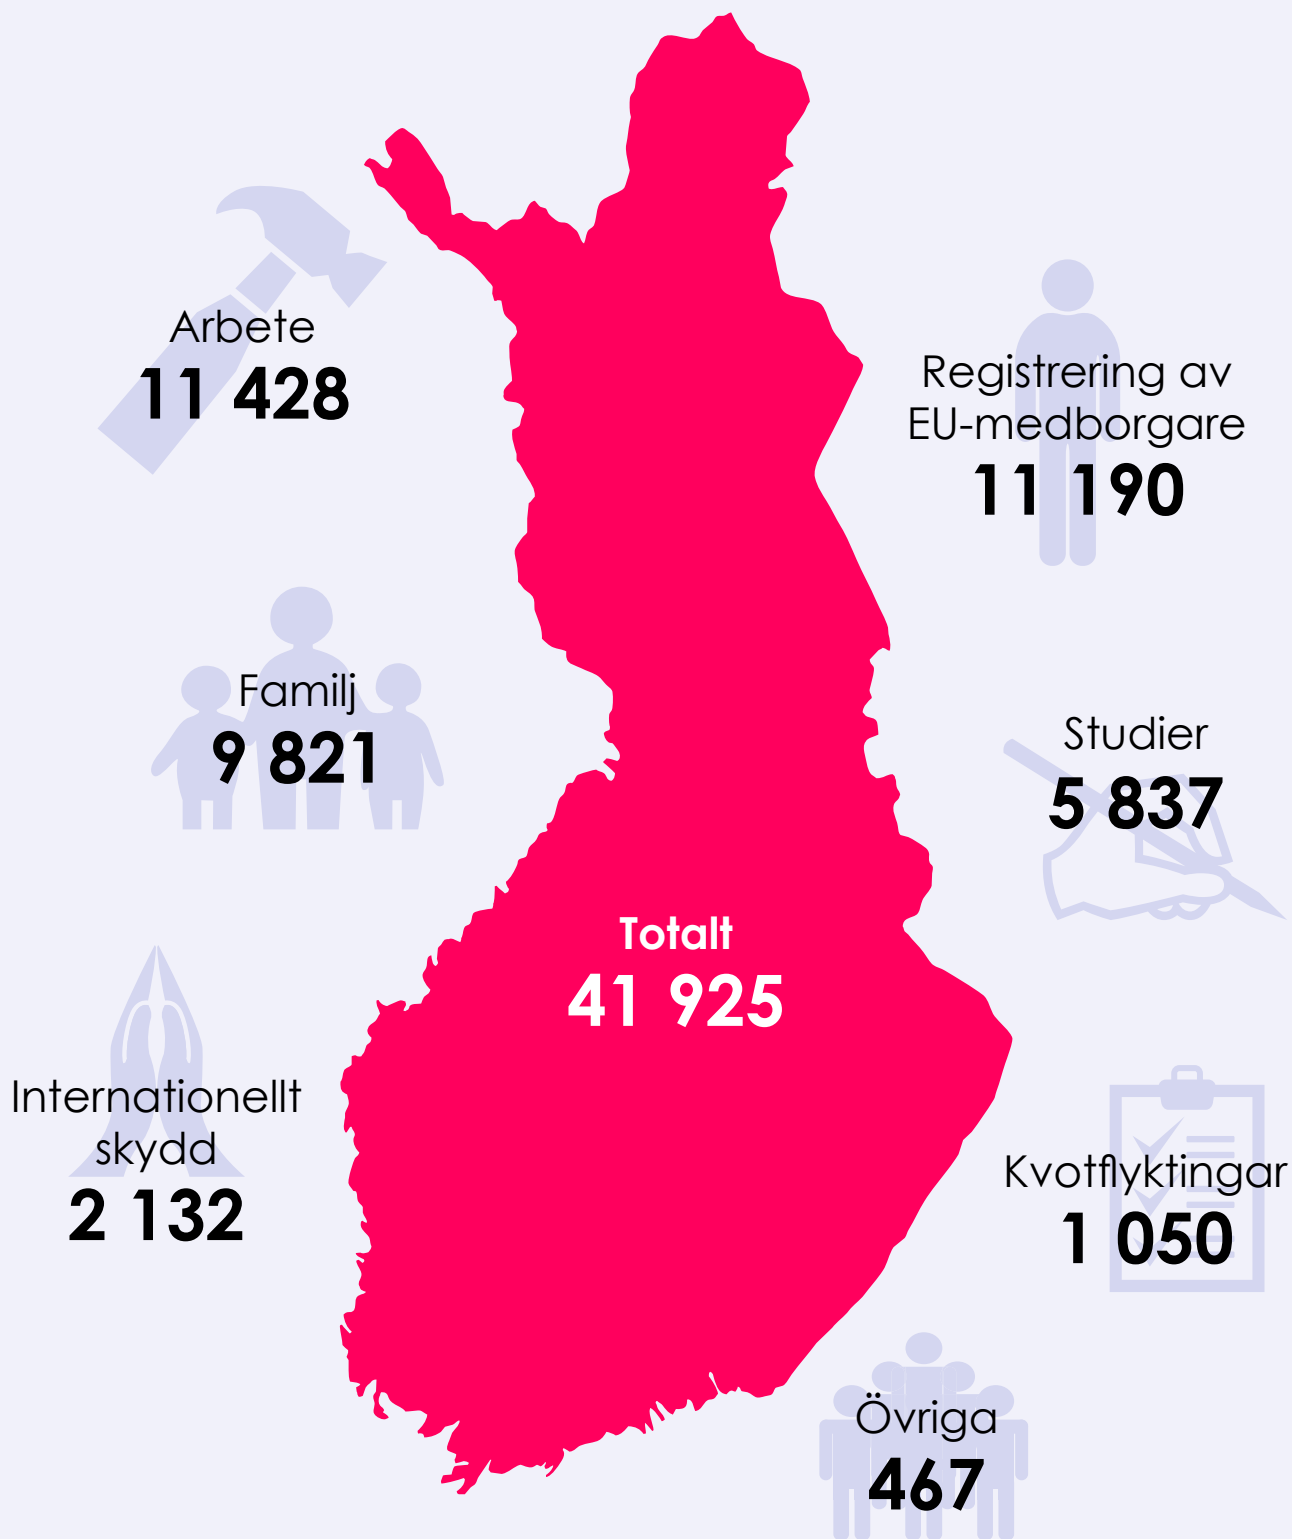 Arbete
11 428
Registrering av
EU-medborgare
11 190
Familj
9 821
Studier
5 837
Totalt
41 925
Internationellt
skydd
2 132
Kvotflyktingar
1 050
Övriga
467